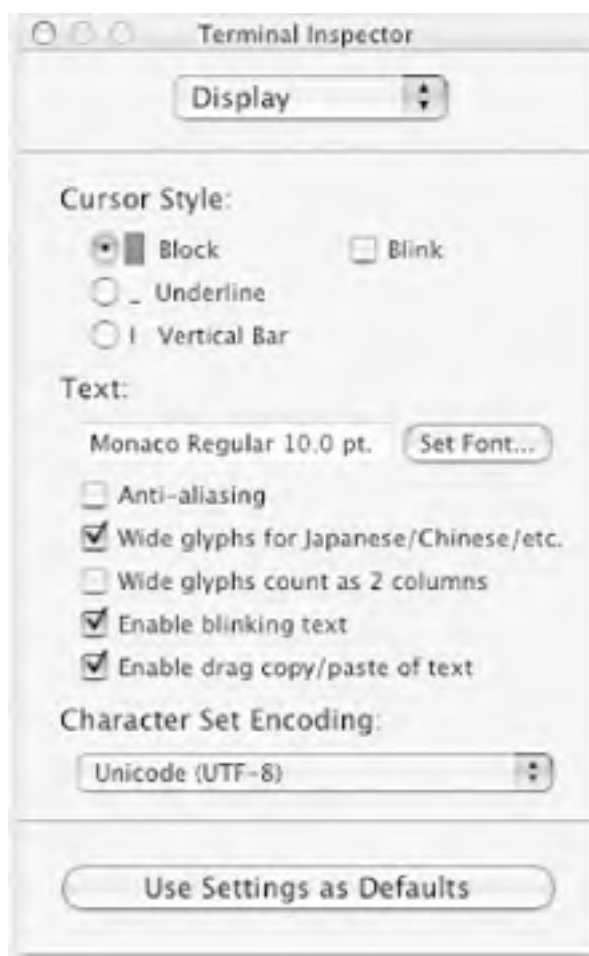 Terminal Inspector
Display
Cursor Style:
Block Blink
_ Underline
| Vertical Bar
Text:
Monaco Regular 10.0 pt. Set Font...
Anti-aliasing
Wide glyphs for Japanese/Chinese/etc.
Wide glyphs count as 2 columns
Enable blinking text
Enable drag copy/paste of text
Character Set Encoding:
Unicode (UTF-8)
Use Settings as Defaults